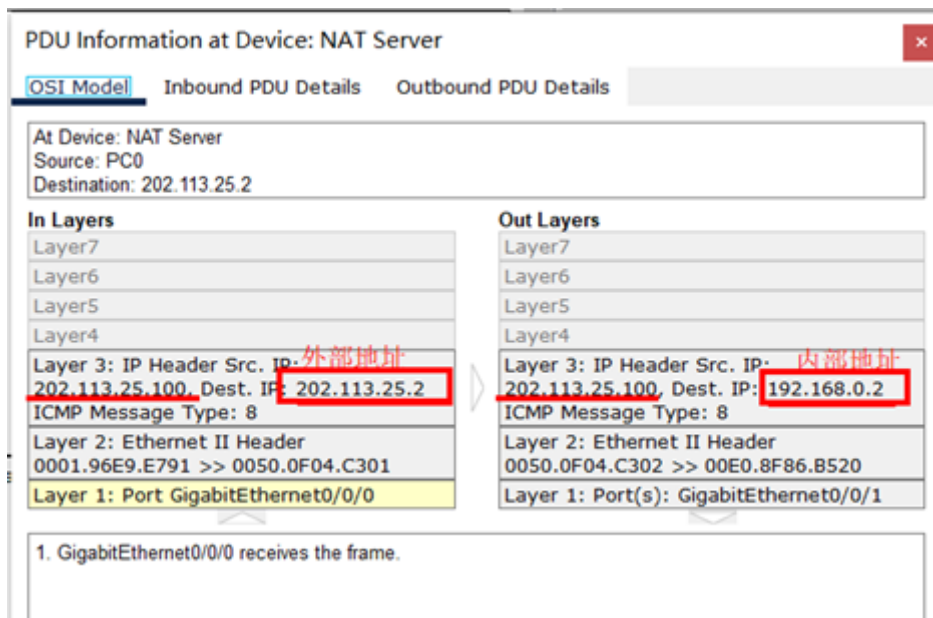 PDU Information at Device: NAT Server
OSI Model Inbound PDU Details Outbound PDU Details
At Device: NAT Server
Source: PC0
Destination: 202.113.25.2
In Layers
Layer7
Layer6
Layer5
Layer4
Layer 3: IP Header Src. IP:
外部地址
202.113.25.100, Dest. IP: 202.113.25.2
ICMP Message Type: 8
Layer 2: Ethernet II Header
0001.96E9.E791 >> 0050.0F04.C301
Layer 1: Port GigabitEthernet0/0/0
Out Layers
Layer7
Layer6
Layer5
Layer4
Layer 3: IP Header Src. IP:
内部地址
202.113.25.100, Dest. IP: 192.168.0.2
ICMP Message Type: 8
Layer 2: Ethernet II Header
0050.0F04.C302 >> 00E0.8F86.B520
Layer 1: Port(s): GigabitEthernet0/0/1
1. GigabitEthernet0/0/0 receives the frame.